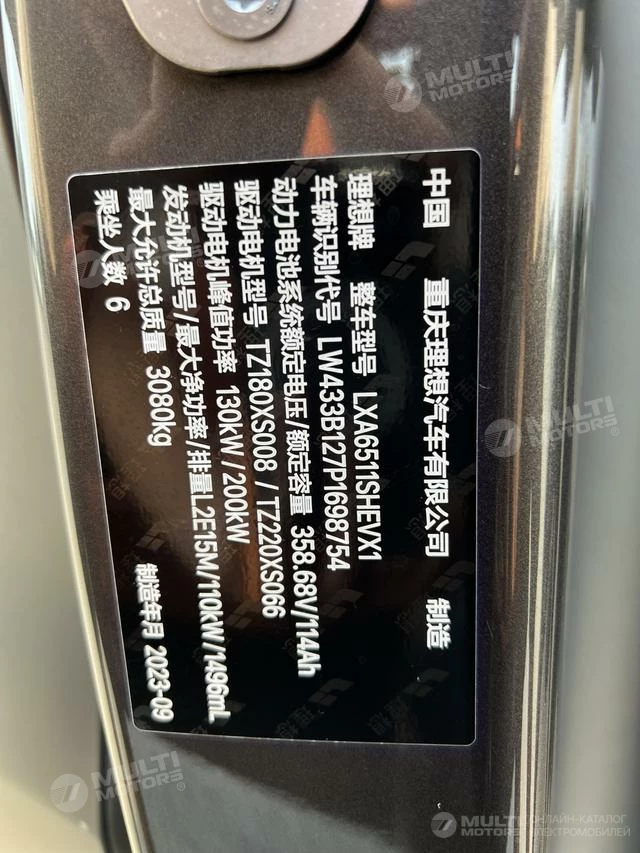 中国 重庆理想汽车有限公司 制造
理想牌 整车型号 LXA6511SHEVX1
车辆识别代号 LW433B127P1698754
动力电池系统额定电压/额定容量 358.68V/114Ah
驱动电机型号 TZ180XS008 / TZ220XS066
驱动电机峰值功率 130kW/200kW
发动机型号/最大净功率/排量L2E15M/110kW/1496mL
最大允许总质量 3080kg 制造年月 2023-09
乘坐人数 6
MULTI
MOTORS
MULTI
MOTORS
MULTI
MOTORS
MULTI
MOTORS
MULTI
MOTORS
ОНЛАЙН-КАТАЛОГ
ЭЛЕКТРОМОБИЛЕЙ